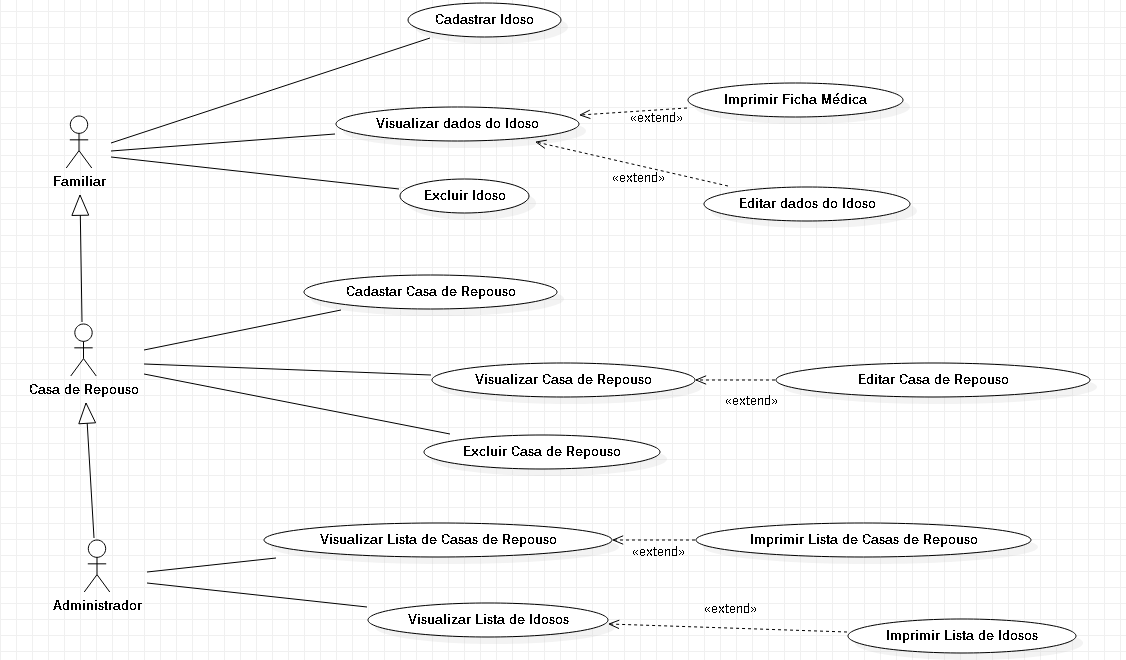 Cadastrar Idoso
Imprimir Ficha Médica
Visualizar dados do Idoso
«extend»
Familiar
«extend»
Excluir Idoso
Editar dados do Idoso
Cadastar Casa de Repouso
Casa de Repouso
Visualizar Casa de Repouso
Editar Casa de Repouso
«extend»
Excluir Casa de Repouso
Visualizar Lista de Casas de Repouso
Imprimir Lista de Casas de Repouso
«extend»
Administrador
«extend»
Visualizar Lista de Idosos
Imprimir Lista de Idosos